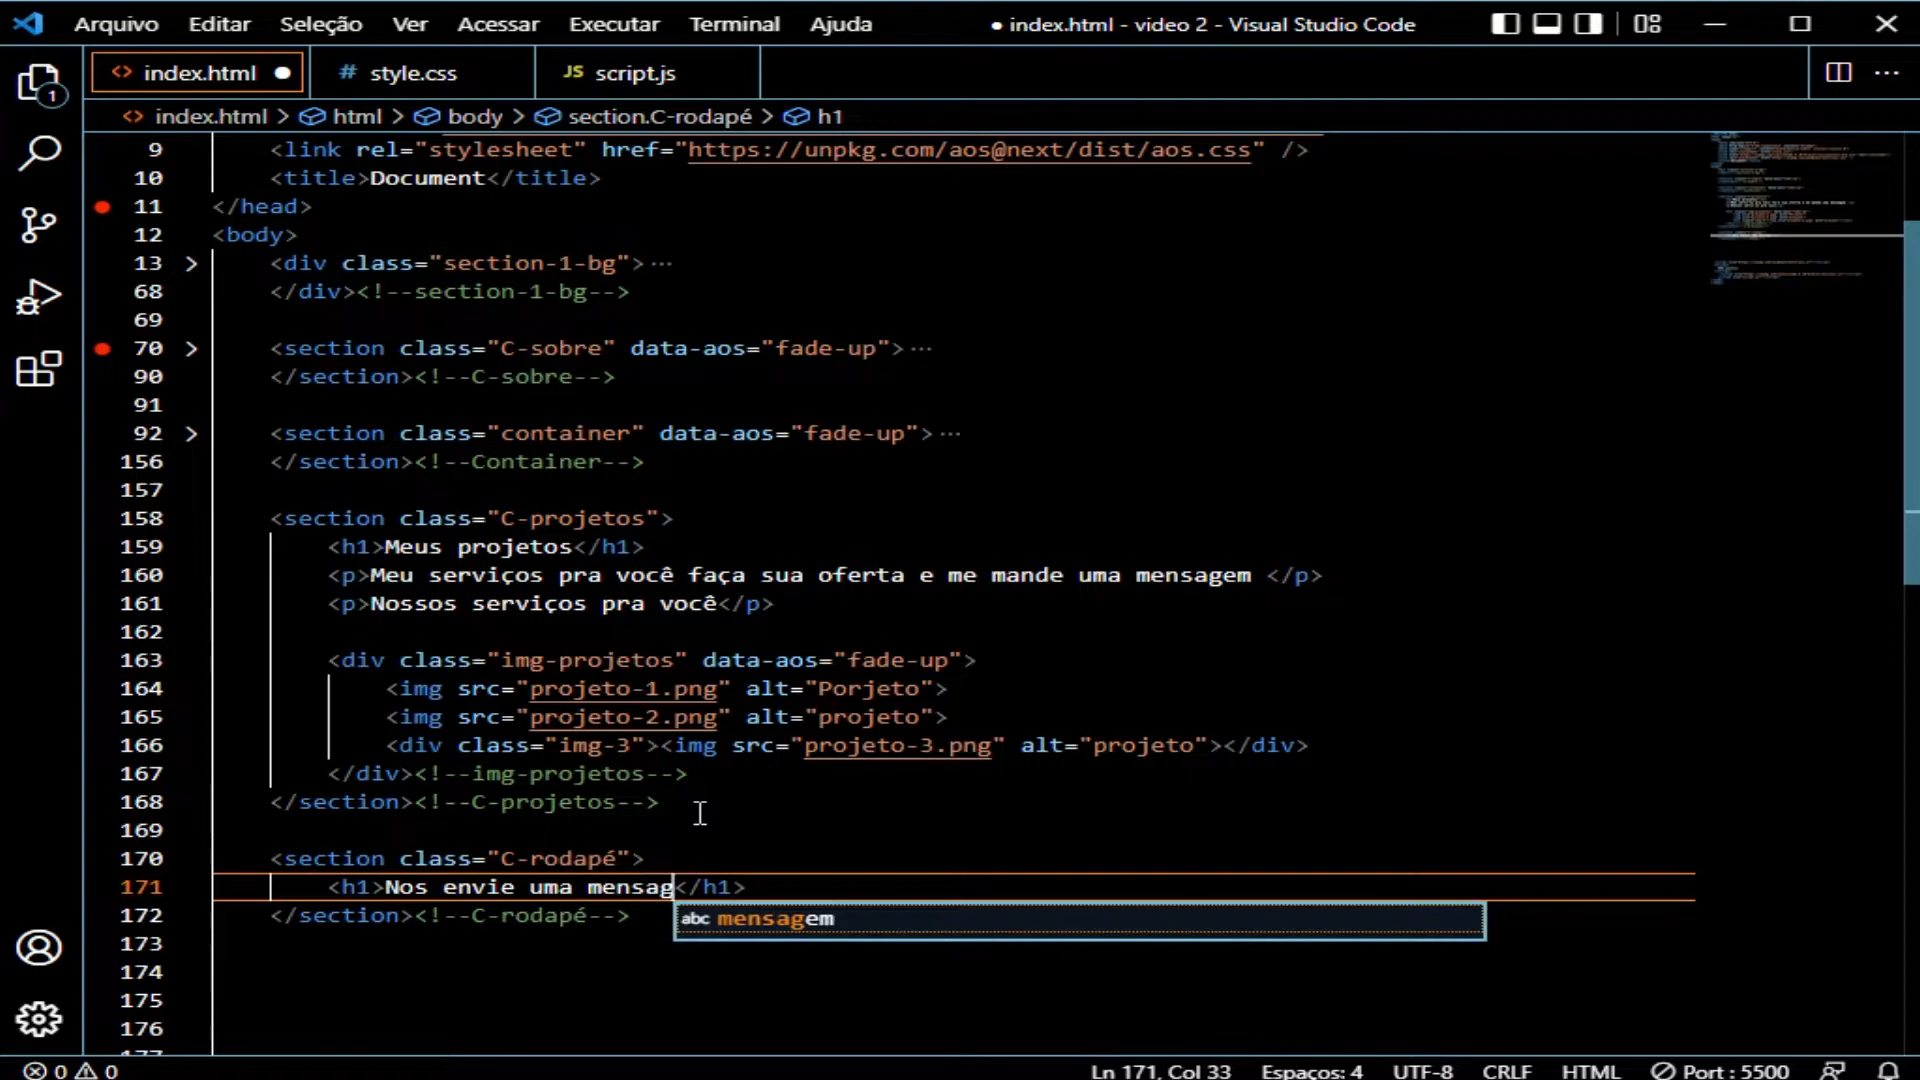 Arquivo Editar Seleção Ver Acessar Executar Terminal Ajuda ● index.html - video 2 - Visual Studio Code
<> index.html ● # style.css JS script.js
1
<> index.html > html > body > section.C-rodapé > h1
9 <link rel="stylesheet" href="https://unpkg.com/aos@next/dist/aos.css" />
10 <title>Document</title>
11 </head>
12 <body>
13 > <div class="section-1-bg">···
68 </div><!--section-1-bg-->
69
70 > <section class="C-sobre" data-aos="fade-up">···
90 </section><!--C-sobre-->
91
92 > <section class="container" data-aos="fade-up">···
156 </section><!--Container-->
157
158 <section class="C-projetos">
159 <h1>Meus projetos</h1>
160 <p>Meu serviços pra você faça sua oferta e me mande uma mensagem </p>
161 <p>Nossos serviços pra você</p>
162
163 <div class="img-projetos" data-aos="fade-up">
164 <img src="projeto-1.png" alt="Porjeto">
165 <img src="projeto-2.png" alt="projeto">
166 <div class="img-3"><img src="projeto-3.png" alt="projeto"></div>
167 </div><!--img-projetos-->
168 </section><!--C-projetos-->
169
170 <section class="C-rodapé">
171 <h1>Nos envie uma mensag</h1>
172 </section><!--C-rodapé-->
abc mensagem
173
174
175
176
0 0 Ln 171, Col 33 Espaços: 4 UTF-8 CRLF HTML Port : 5500